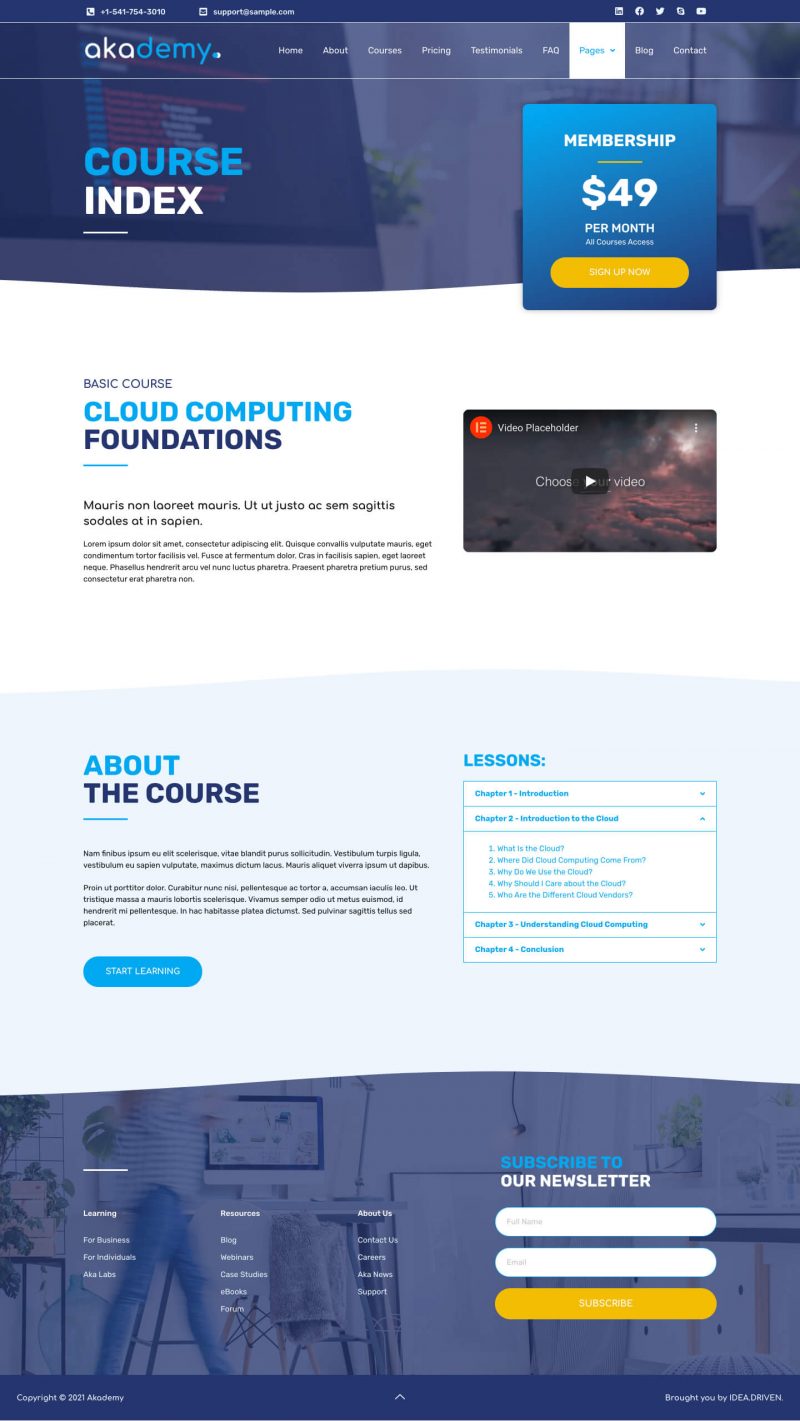 +1-541-754-3010
support@sample.com
akademy
Home About Courses Pricing Testimonials FAQ Pages Blog Contact
COURSE
INDEX
MEMBERSHIP
$49
PER MONTH
All Courses Access
SIGN UP NOW
BASIC COURSE
CLOUD COMPUTING
FOUNDATIONS
Mauris non laoreet mauris. Ut ut justo ac sem sagittis
sodales at in sapien.
Lorem ipsum dolor sit amet, consectetur adipiscing elit. Quisque convallis vulputate mauris, eget
condimentum tortor facilisis vel. Fusce at fermentum dolor. Cras in facilisis sapien, eget laoreet
neque. Phasellus hendrerit arcu vel nunc luctus pharetra. Praesent pharetra pretium purus, sed
consectetur erat pharetra non.
Video Placeholder
Choose your video
ABOUT
THE COURSE
Nam finibus ipsum eu elit scelerisque, vitae blandit purus sollicitudin. Vestibulum turpis ligula,
vestibulum eu sapien vulputate, maximus dictum lacus. Mauris aliquet viverra ipsum ut dapibus.
Proin ut porttitor dolor. Curabitur nunc nisi, pellentesque ac tortor a, accumsan iaculis leo. Ut
tristique massa a mauris lobortis scelerisque. Vivamus semper odio ut metus euismod, id
hendrerit mi pellentesque. In hac habitasse platea dictumst. Sed pulvinar sagittis tellus sed
placerat.
START LEARNING
LESSONS:
Chapter 1 - Introduction
Chapter 2 - Introduction to the Cloud
1. What Is the Cloud?
2. Where Did Cloud Computing Come From?
3. Why Do We Use the Cloud?
4. Why Should I Care about the Cloud?
5. Who Are the Different Cloud Vendors?
Chapter 3 - Understanding Cloud Computing
Chapter 4 - Conclusion
Learning
For Business
For Individuals
Aka Labs
Resources
Blog
Webinars
Case Studies
eBooks
Forum
About Us
Contact Us
Careers
Aka News
Support
SUBSCRIBE TO
OUR NEWSLETTER
Full Name
Email
SUBSCRIBE
Copyright © 2021 Akademy
Brought you by IDEA.DRIVEN.